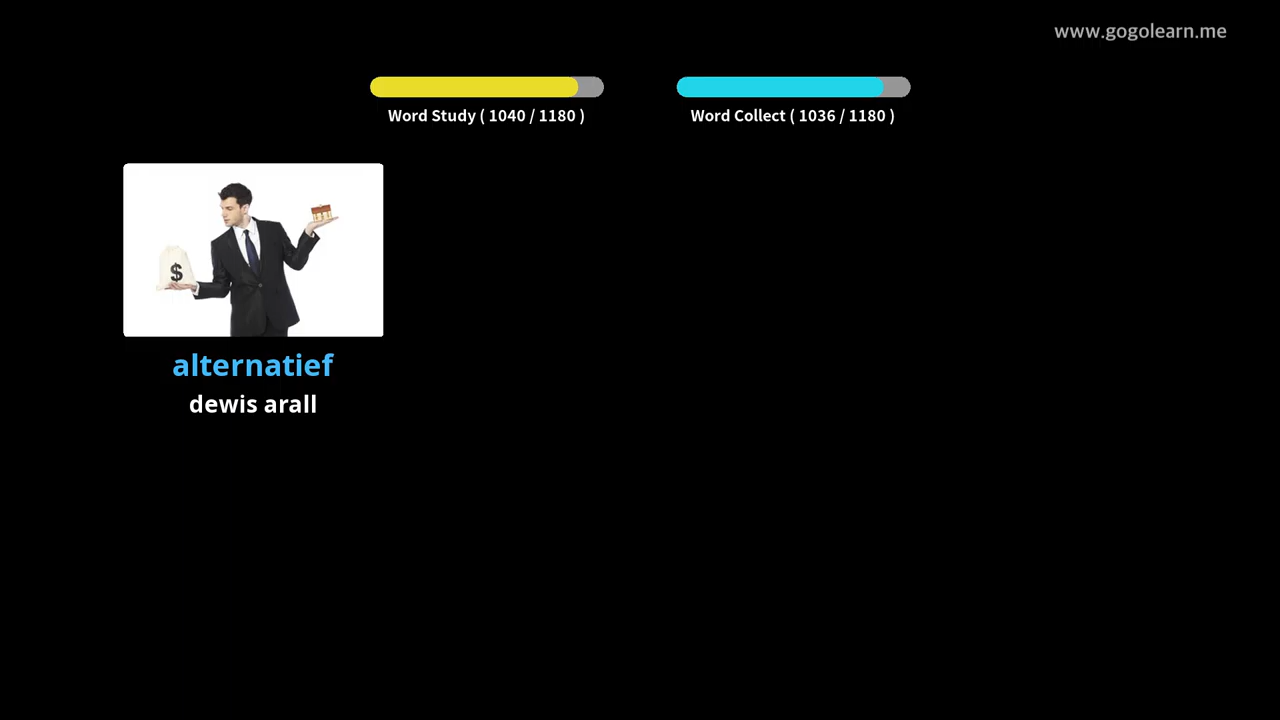 www.gogolearn.me
Word Study ( 1040 / 1180 )
Word Collect ( 1036 / 1180 )
$
alternatief
dewis arall